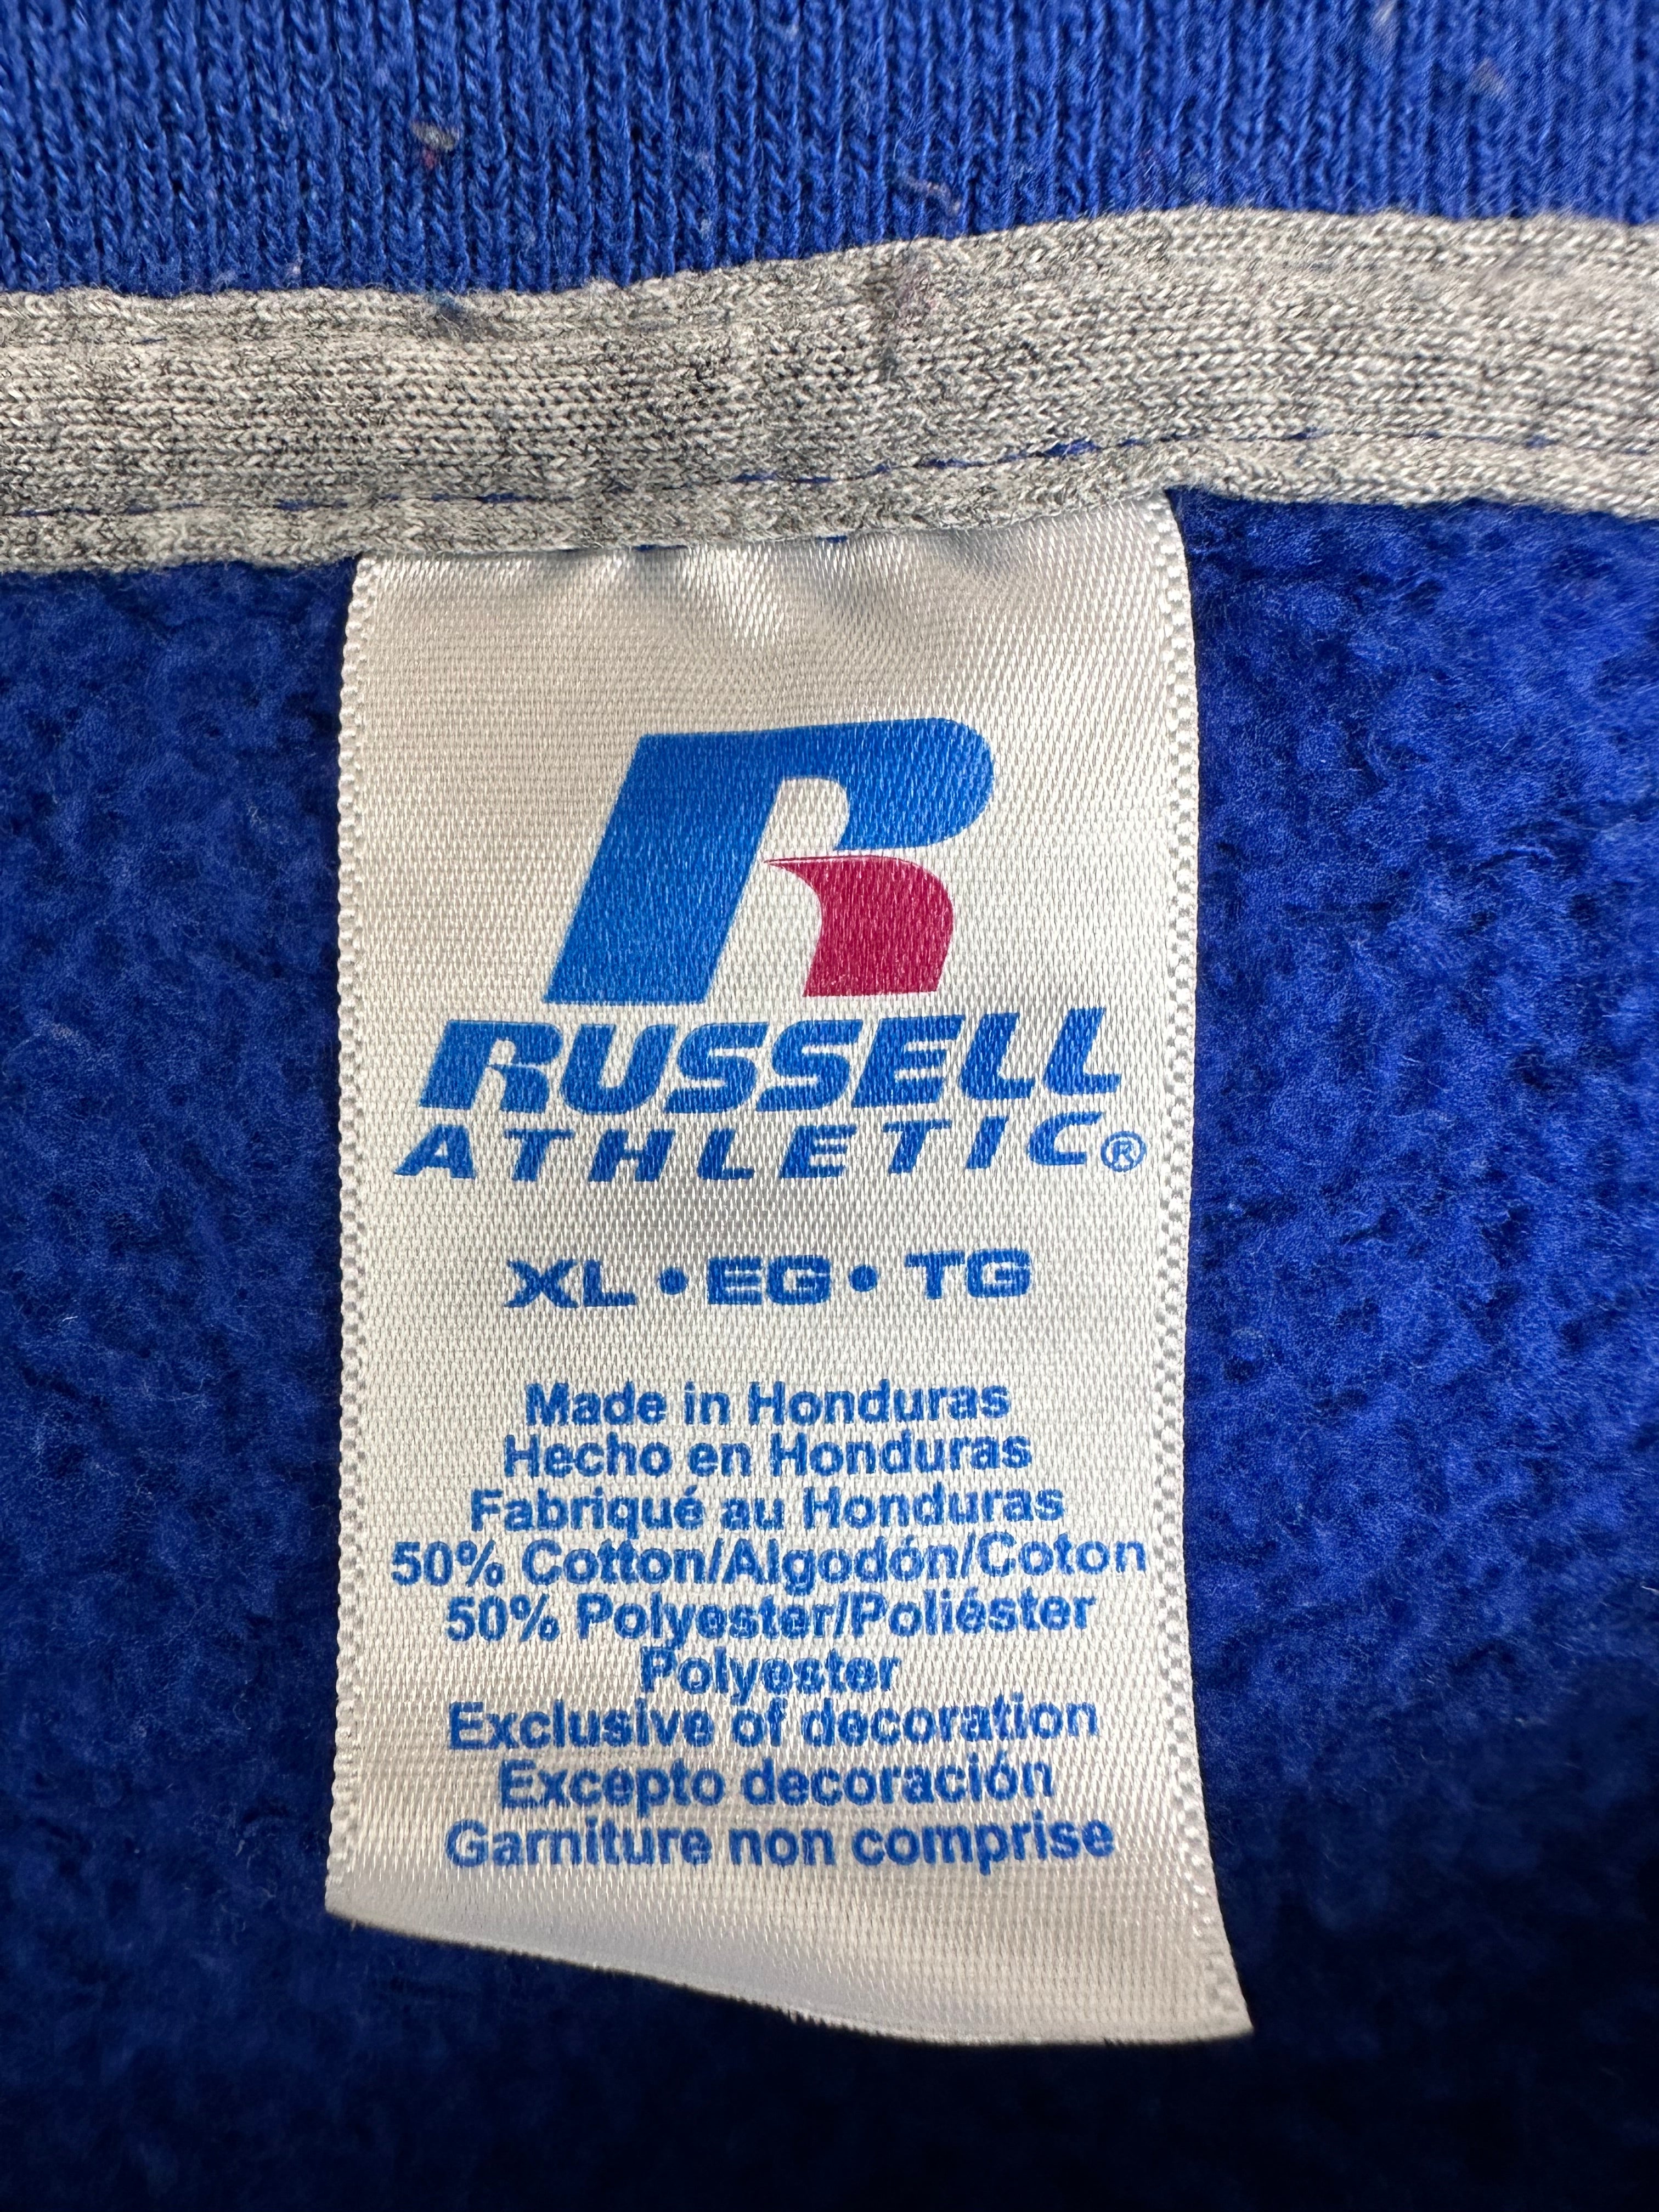 R
RUSSELL
ATHLETIC®
XL • EG • TG
Made in Honduras
Hecho en Honduras
Fabriqué au Honduras
50% Cotton/Algodón/Coton
50% Polyester/Poliéster
Polyester
Exclusive of decoration
Excepto decoración
Garniture non comprise